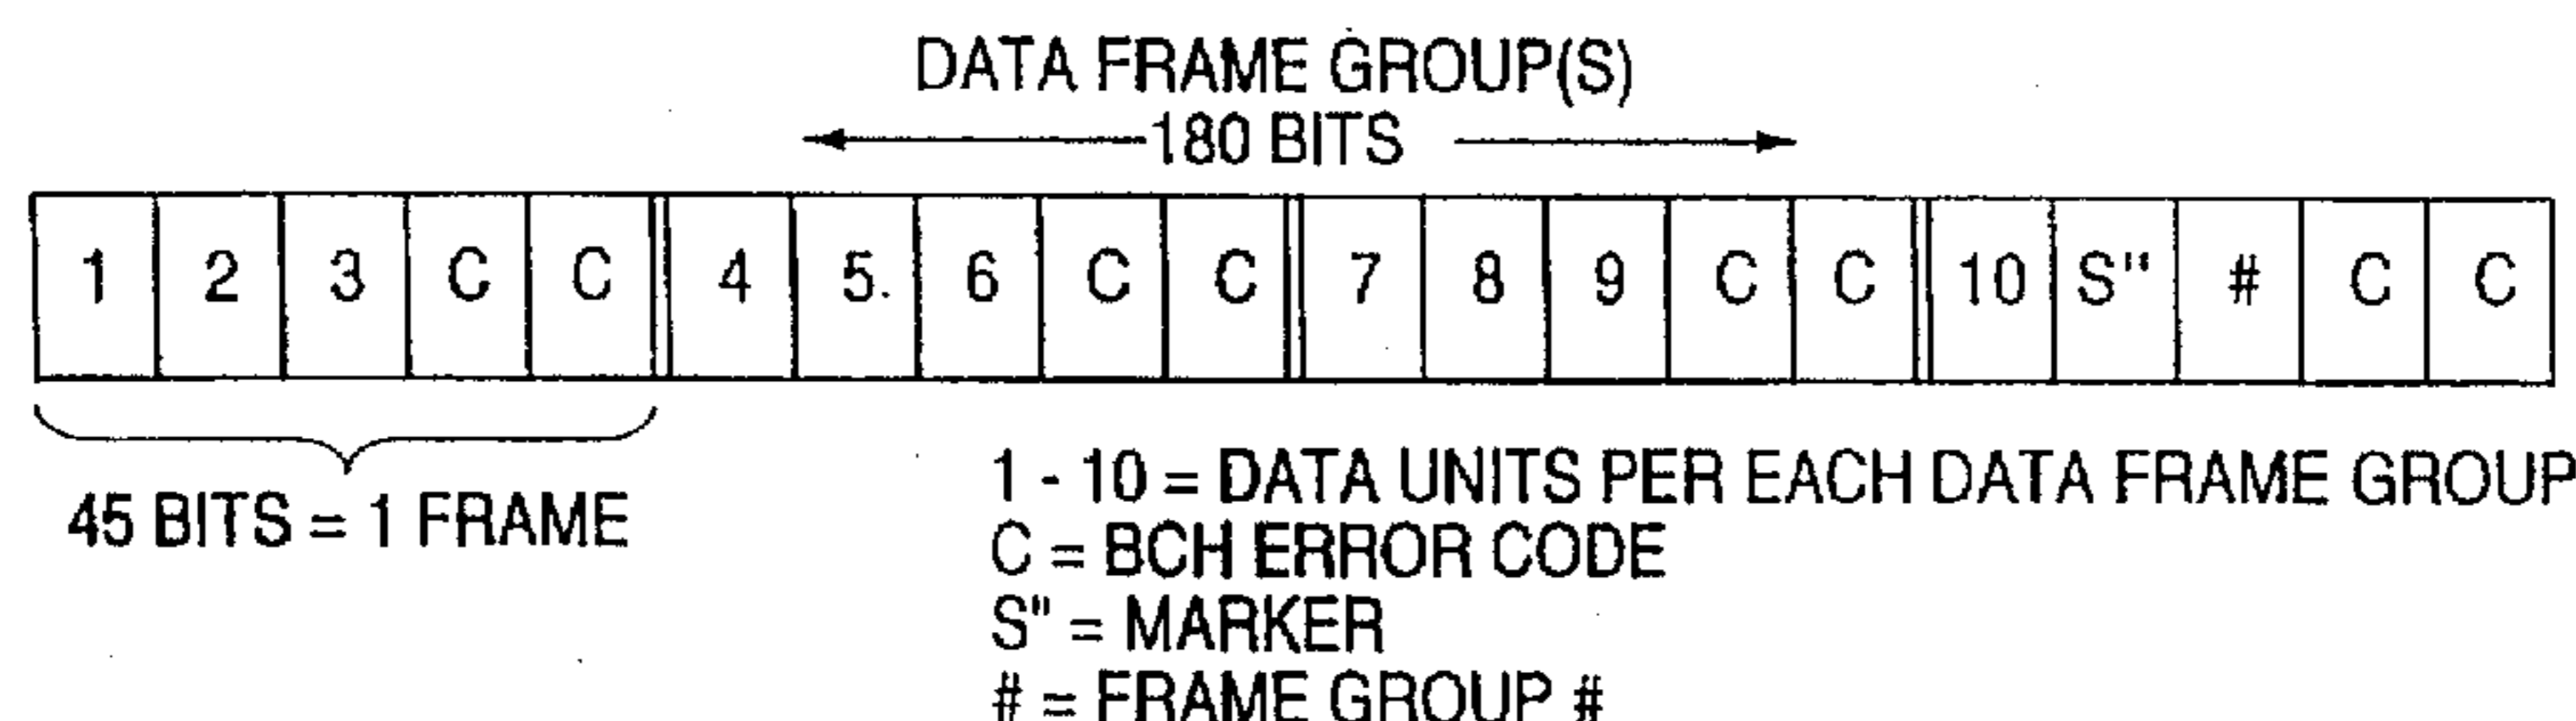 DATA FRAME GROUP(S)
180 BITS
1 2 3 C C 4 5. 6 C C 7 8 9 C C 10 S" # C C
45 BITS = 1 FRAME
1 - 10 = DATA UNITS PER EACH DATA FRAME GROUP
C = BCH ERROR CODE
S" = MARKER
# = FRAME GROUP #